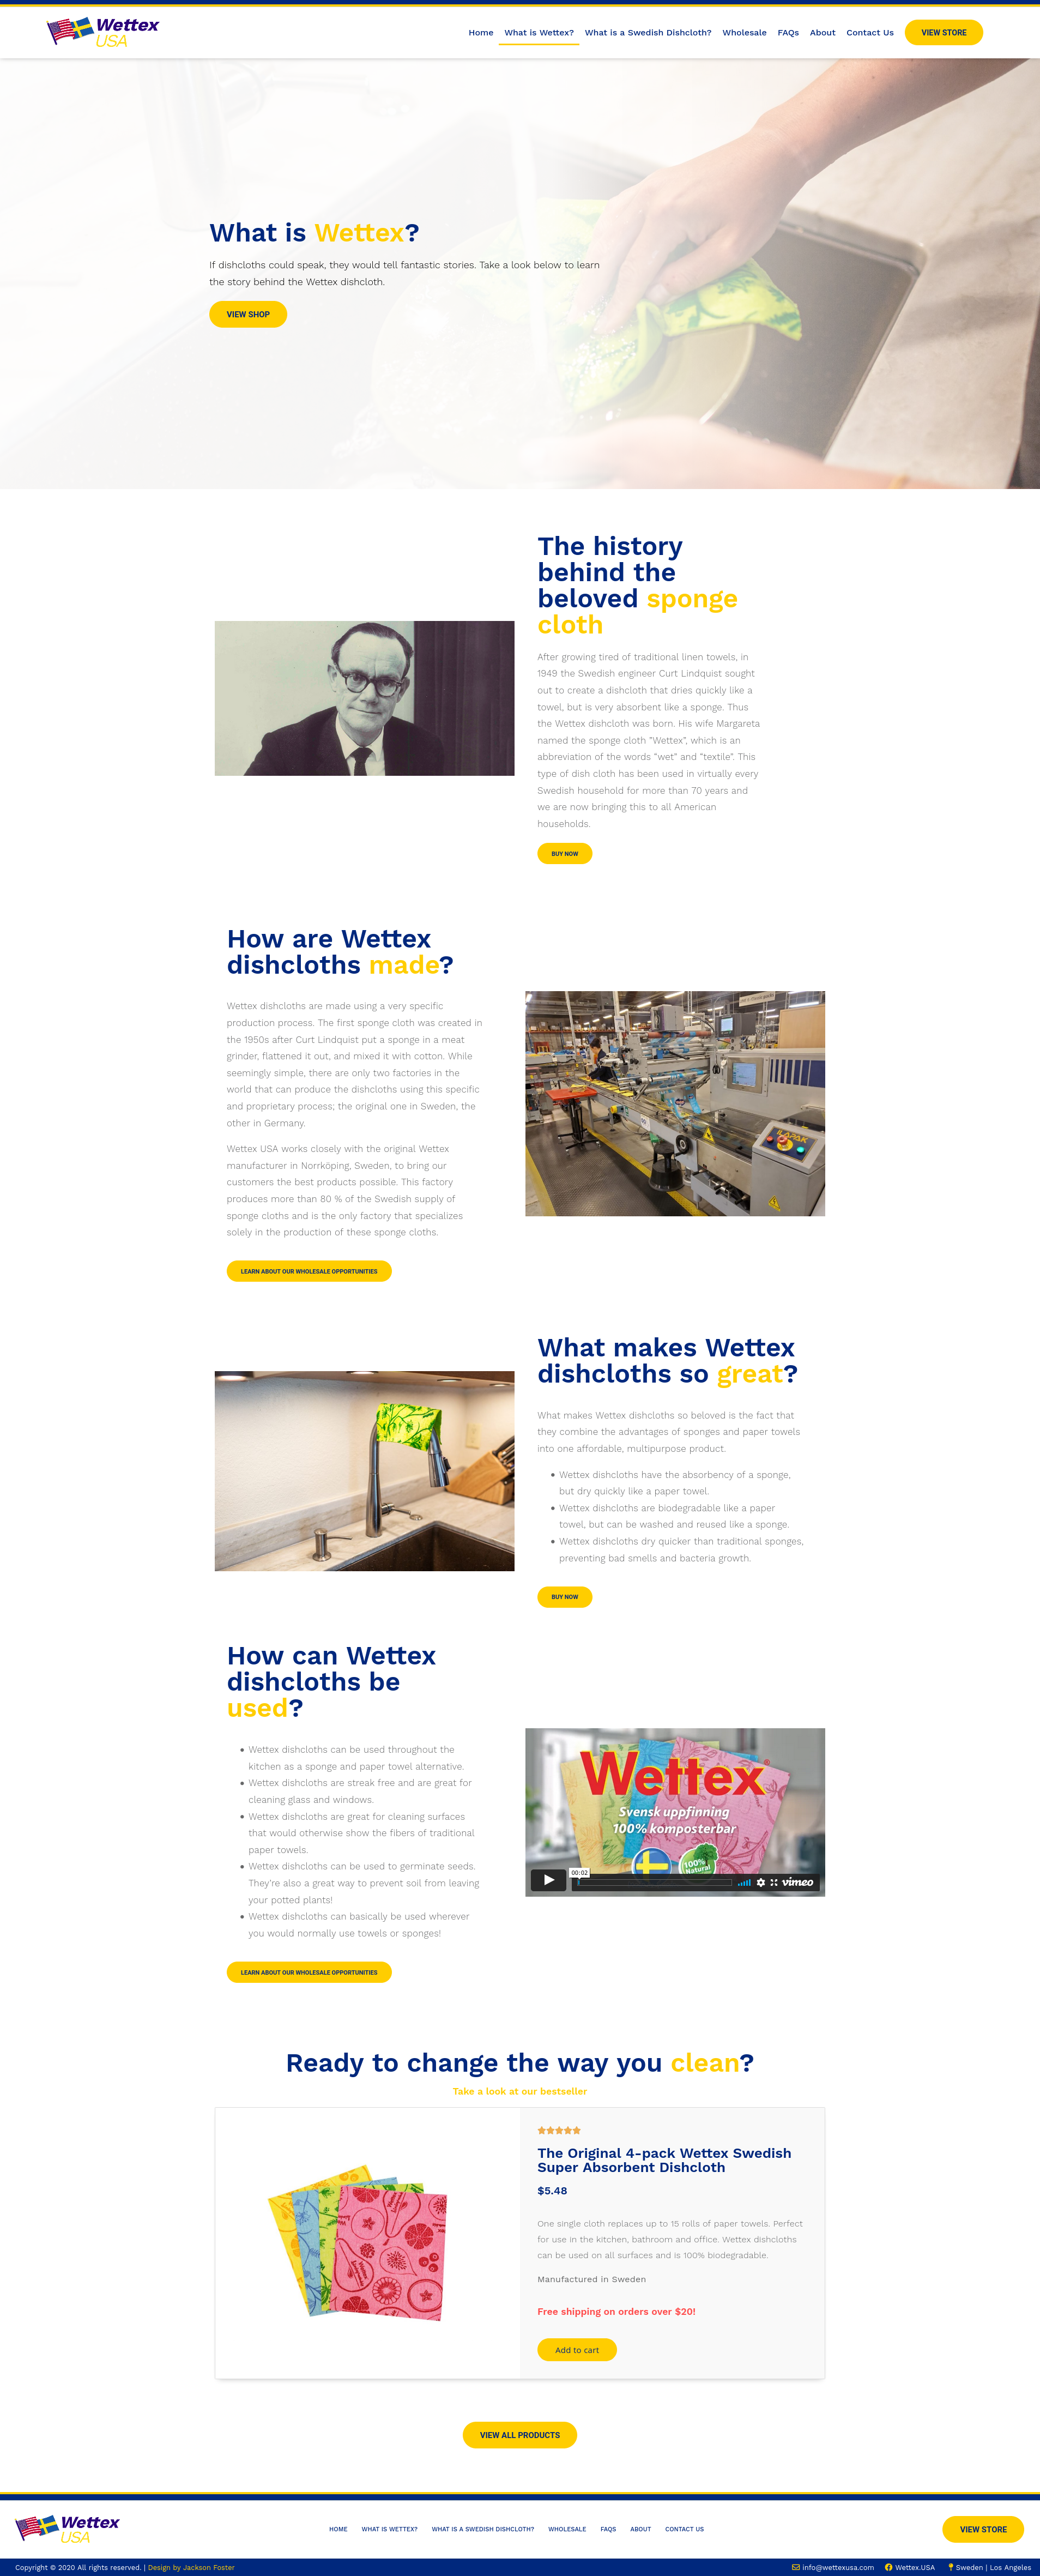 Wettex
USA
Home What is Wettex? What is a Swedish Dishcloth? Wholesale FAQs About Contact Us VIEW STORE
What is Wettex?
If dishcloths could speak, they would tell fantastic stories. Take a look below to learn
the story behind the Wettex dishcloth.
VIEW SHOP
The history
behind the
beloved sponge
cloth
After growing tired of traditional linen towels, in
1949 the Swedish engineer Curt Lindquist sought
out to create a dishcloth that dries quickly like a
towel, but is very absorbent like a sponge. Thus
the Wettex dishcloth was born. His wife Margareta
named the sponge cloth "Wettex", which is an
abbreviation of the words "wet" and "textile". This
type of dish cloth has been used in virtually every
Swedish household for more than 70 years and
we are now bringing this to all American
households.
BUY NOW
How are Wettex
dishcloths made?
Wettex dishcloths are made using a very specific
production process. The first sponge cloth was created in
the 1950s after Curt Lindquist put a sponge in a meat
grinder, flattened it out, and mixed it with cotton. While
seemingly simple, there are only two factories in the
world that can produce the dishcloths using this specific
and proprietary process; the original one in Sweden, the
other in Germany.
Wettex USA works closely with the original Wettex
manufacturer in Norrköping, Sweden, to bring our
customers the best products possible. This factory
produces more than 80 % of the Swedish supply of
sponge cloths and is the only factory that specializes
solely in the production of these sponge cloths.
LEARN ABOUT OUR WHOLESALE OPPORTUNITIES
ILAPAK
What makes Wettex
dishcloths so great?
What makes Wettex dishcloths so beloved is the fact that
they combine the advantages of sponges and paper towels
into one affordable, multipurpose product.
Wettex dishcloths have the absorbency of a sponge,
but dry quickly like a paper towel.
Wettex dishcloths are biodegradable like a paper
towel, but can be washed and reused like a sponge.
Wettex dishcloths dry quicker than traditional sponges,
preventing bad smells and bacteria growth.
BUY NOW
How can Wettex
dishcloths be
used?
Wettex dishcloths can be used throughout the
kitchen as a sponge and paper towel alternative.
Wettex dishcloths are streak free and are great for
cleaning glass and windows.
Wettex dishcloths are great for cleaning surfaces
that would otherwise show the fibers of traditional
paper towels.
Wettex dishcloths can be used to germinate seeds.
They're also a great way to prevent soil from leaving
your potted plants!
Wettex dishcloths can basically be used wherever
you would normally use towels or sponges!
LEARN ABOUT OUR WHOLESALE OPPORTUNITIES
Wettex®
Svensk uppfinning
100% komposterbar
100%
Natural
00:02
vimeo
Ready to change the way you clean?
Take a look at our bestseller
The Original 4-pack Wettex Swedish
Super Absorbent Dishcloth
$5.48
One single cloth replaces up to 15 rolls of paper towels. Perfect
for use in the kitchen, bathroom and office. Wettex dishcloths
can be used on all surfaces and is 100% biodegradable.
Manufactured in Sweden
Free shipping on orders over $20!
Add to cart
VIEW ALL PRODUCTS
Wettex
USA
HOME WHAT IS WETTEX? WHAT IS A SWEDISH DISHCLOTH? WHOLESALE FAQS ABOUT CONTACT US
VIEW STORE
Copyright © 2020 All rights reserved. | Design by Jackson Foster
info@wettexusa.com Wettex.USA Sweden | Los Angeles